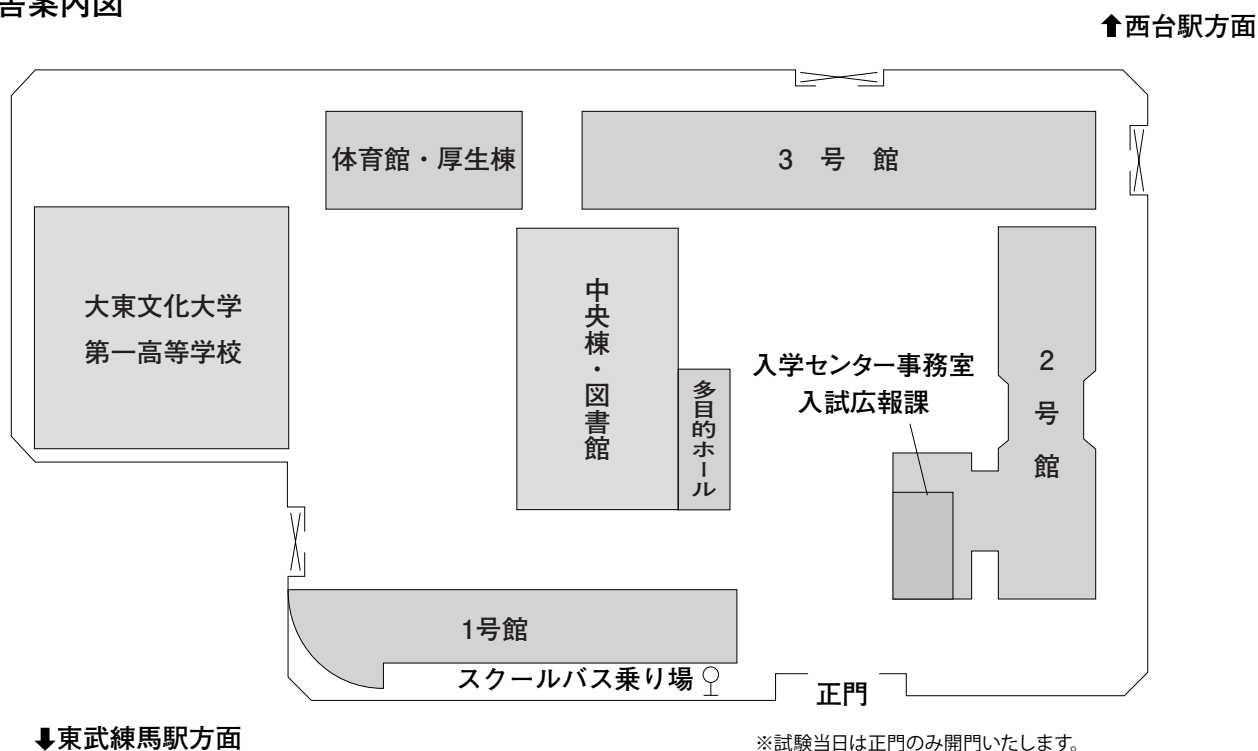 案内図
⬆西台駅方面
体育館・厚生棟
3 号 館
大東文化大学
第一高等学校
中央棟・図書館
多目的ホール
入学センター事務室
入試広報課
2号館
1号館
スクールバス乗り場
正門
⬇東武練馬駅方面
※試験当日は正門のみ開門いたします。